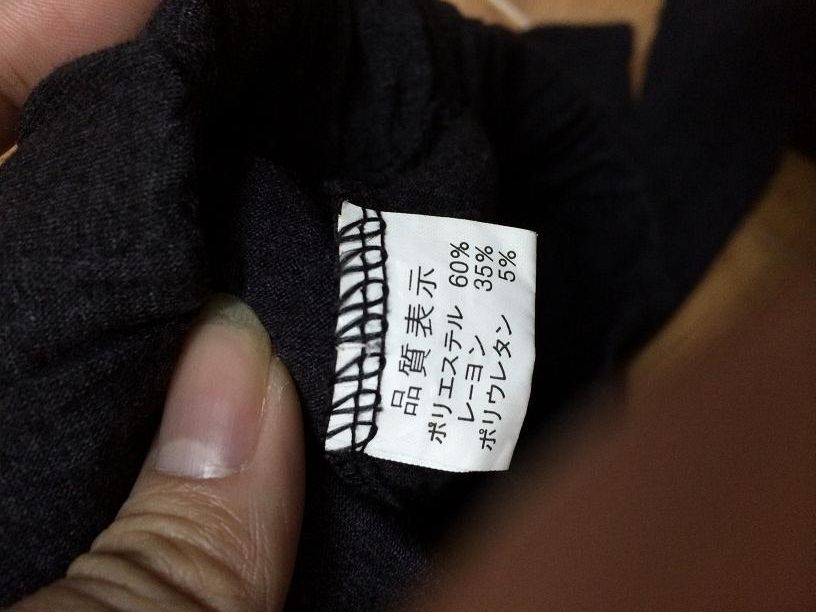 品質表示
ポリエステル 60%
レーヨン 35%
ポリウレタン 5%